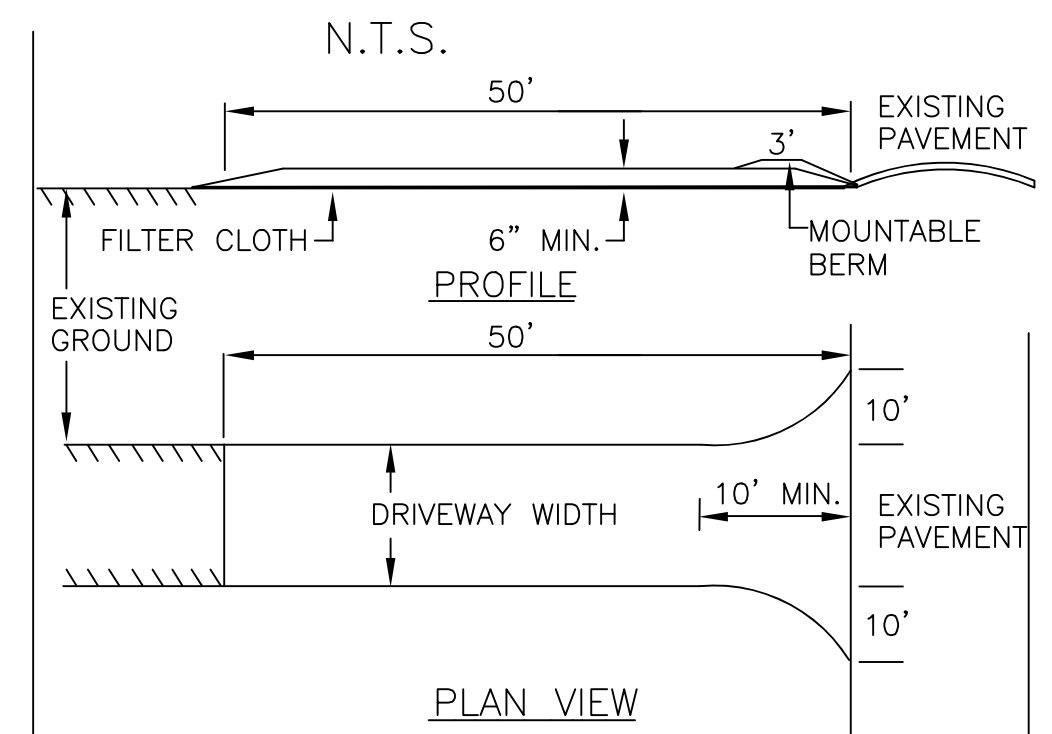 N.T.S.
50'
EXISTING
PAVEMENT
3'
FILTER CLOTH
6" MIN.
MOUNTABLE
BERM
PROFILE
EXISTING
GROUND
50'
10'
10' MIN.
DRIVEWAY WIDTH
EXISTING
PAVEMENT
10'
PLAN VIEW